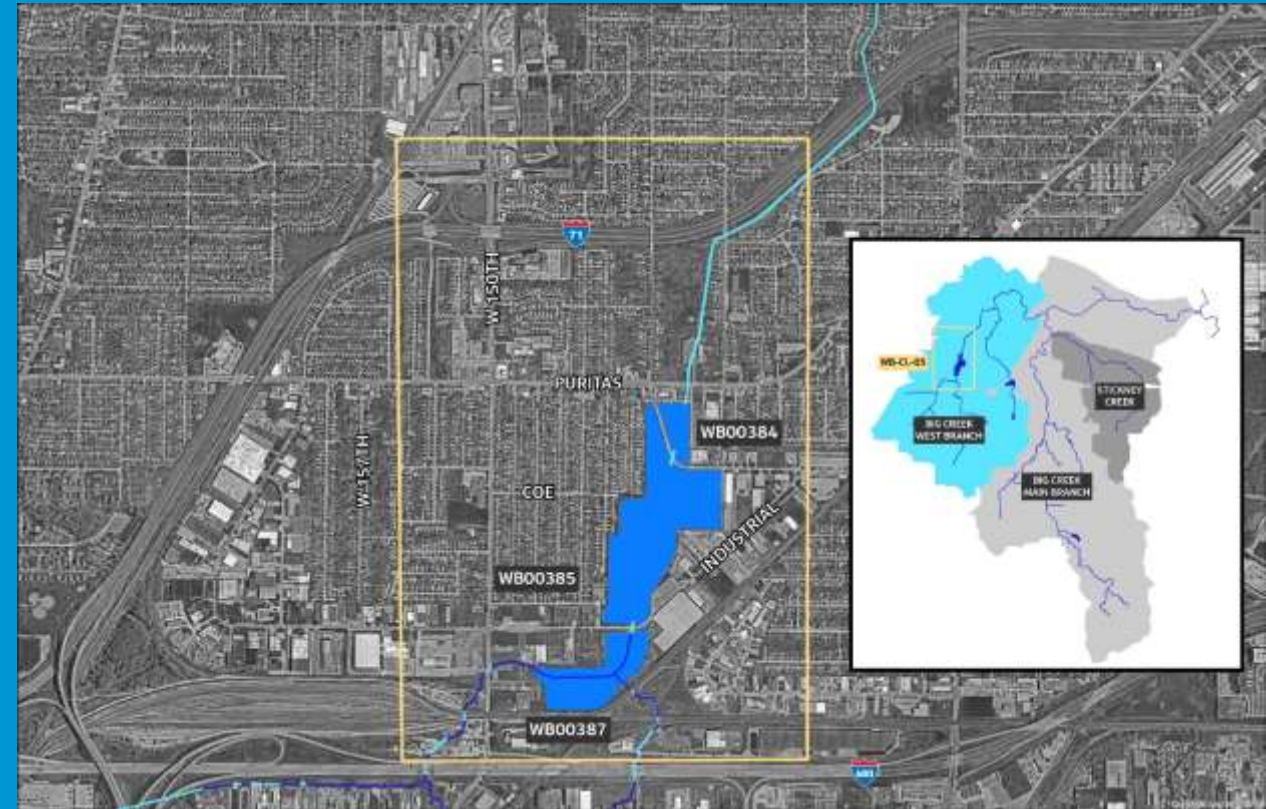 71
W 150TH
PURITAS
WB00384
W 157TH
COE
INDUSTRIAL
WB00385
WB00387
480
WB-CL-05
BIG CREEK
WEST BRANCH
STICKNEY
CREEK
BIG CREEK
MAIN BRANCH